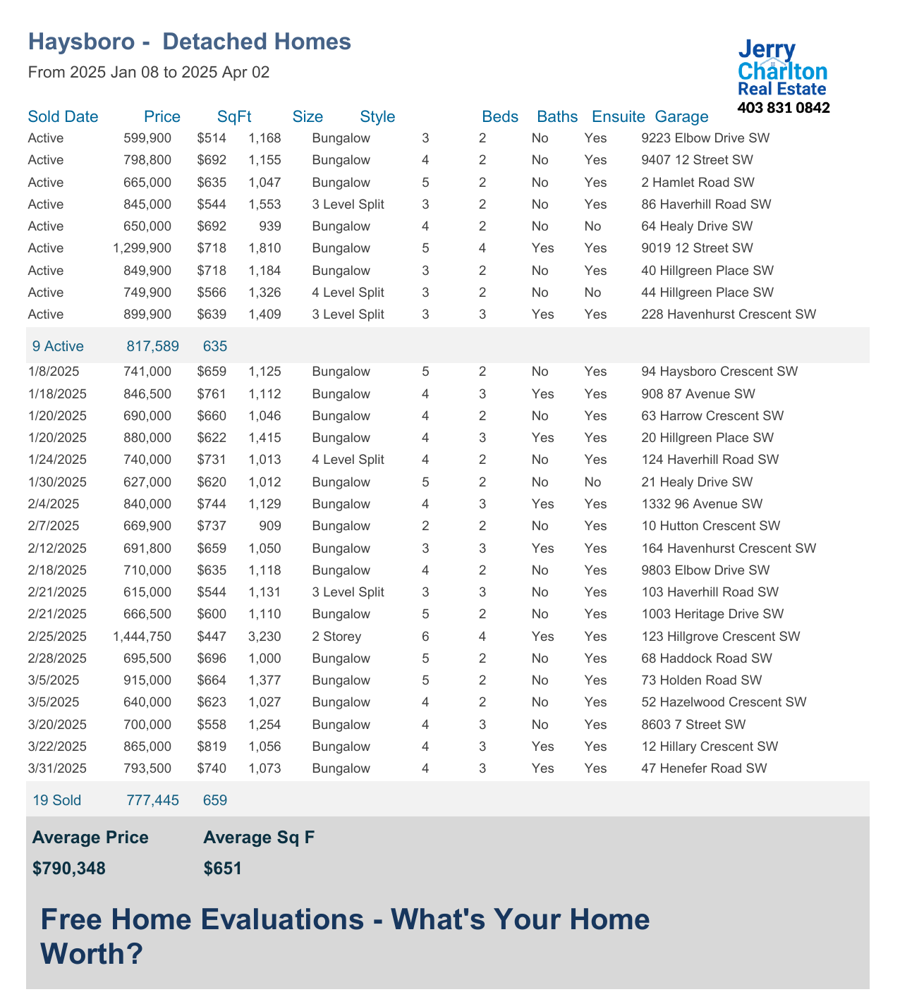 Haysboro -  Detached Homes
From 2025 Jan 08 to 2025 Apr 02
Jerry
Charlton
Real Estate
403 831 0842
Sold Date Price SqFt Size Style Beds Baths Ensuite Garage
Active 599,900 $514 1,168 Bungalow 3 2 No Yes 9223 Elbow Drive SW
Active 798,800 $692 1,155 Bungalow 4 2 No Yes 9407 12 Street SW
Active 665,000 $635 1,047 Bungalow 5 2 No Yes 2 Hamlet Road SW
Active 845,000 $544 1,553 3 Level Split 3 2 No Yes 86 Haverhill Road SW
Active 650,000 $692 939 Bungalow 4 2 No No 64 Healy Drive SW
Active 1,299,900 $718 1,810 Bungalow 5 4 Yes Yes 9019 12 Street SW
Active 849,900 $718 1,184 Bungalow 3 2 No Yes 40 Hillgreen Place SW
Active 749,900 $566 1,326 4 Level Split 3 2 No No 44 Hillgreen Place SW
Active 899,900 $639 1,409 3 Level Split 3 3 Yes Yes 228 Havenhurst Crescent SW
9 Active 817,589 635
1/8/2025 741,000 $659 1,125 Bungalow 5 2 No Yes 94 Haysboro Crescent SW
1/18/2025 846,500 $761 1,112 Bungalow 4 3 Yes Yes 908 87 Avenue SW
1/20/2025 690,000 $660 1,046 Bungalow 4 2 No Yes 63 Harrow Crescent SW
1/20/2025 880,000 $622 1,415 Bungalow 4 3 Yes Yes 20 Hillgreen Place SW
1/24/2025 740,000 $731 1,013 4 Level Split 4 2 No Yes 124 Haverhill Road SW
1/30/2025 627,000 $620 1,012 Bungalow 5 2 No No 21 Healy Drive SW
2/4/2025 840,000 $744 1,129 Bungalow 4 3 Yes Yes 1332 96 Avenue SW
2/7/2025 669,900 $737 909 Bungalow 2 2 No Yes 10 Hutton Crescent SW
2/12/2025 691,800 $659 1,050 Bungalow 3 3 Yes Yes 164 Havenhurst Crescent SW
2/18/2025 710,000 $635 1,118 Bungalow 4 2 No Yes 9803 Elbow Drive SW
2/21/2025 615,000 $544 1,131 3 Level Split 3 3 No Yes 103 Haverhill Road SW
2/21/2025 666,500 $600 1,110 Bungalow 5 2 No Yes 1003 Heritage Drive SW
2/25/2025 1,444,750 $447 3,230 2 Storey 6 4 Yes Yes 123 Hillgrove Crescent SW
2/28/2025 695,500 $696 1,000 Bungalow 5 2 No Yes 68 Haddock Road SW
3/5/2025 915,000 $664 1,377 Bungalow 5 2 No Yes 73 Holden Road SW
3/5/2025 640,000 $623 1,027 Bungalow 4 2 No Yes 52 Hazelwood Crescent SW
3/20/2025 700,000 $558 1,254 Bungalow 4 3 No Yes 8603 7 Street SW
3/22/2025 865,000 $819 1,056 Bungalow 4 3 Yes Yes 12 Hillary Crescent SW
3/31/2025 793,500 $740 1,073 Bungalow 4 3 Yes Yes 47 Henefer Road SW
19 Sold 777,445 659
Average Price Average Sq F
$790,348 $651
Free Home Evaluations - What's Your Home
Worth?